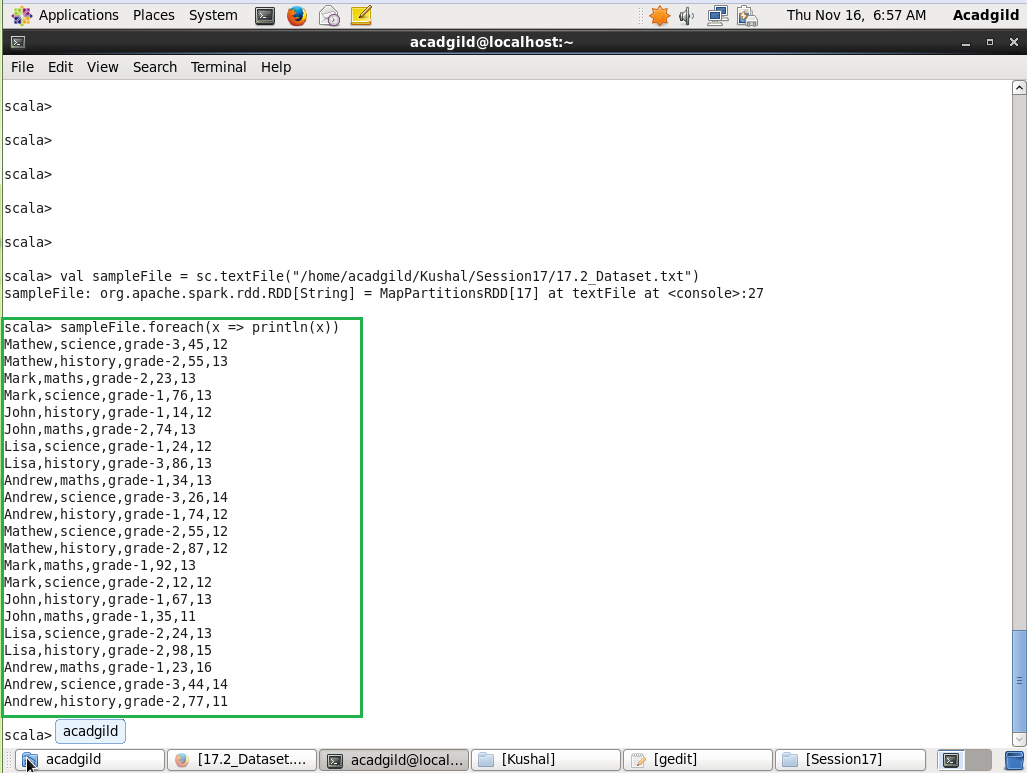 Applications Places System Thu Nov 16, 6:57 AM Acadgild
acadgild@localhost:~
File Edit View Search Terminal Help
scala>
scala>
scala>
scala>
scala>
scala> val sampleFile = sc.textFile("/home/acadgild/Kushal/Session17/17.2_Dataset.txt")
sampleFile: org.apache.spark.rdd.RDD[String] = MapPartitionsRDD[17] at textFile at <console>:27
scala> sampleFile.foreach(x => println(x))
Mathew,science,grade-3,45,12
Mathew,history,grade-2,55,13
Mark,maths,grade-2,23,13
Mark,science,grade-1,76,13
John,history,grade-1,14,12
John,maths,grade-2,74,13
Lisa,science,grade-1,24,12
Lisa,history,grade-3,86,13
Andrew,maths,grade-1,34,13
Andrew,science,grade-3,26,14
Andrew,history,grade-1,74,12
Mathew,science,grade-2,55,12
Mathew,history,grade-2,87,12
Mark,maths,grade-1,92,13
Mark,science,grade-2,12,12
John,history,grade-1,67,13
John,maths,grade-1,35,11
Lisa,science,grade-2,24,13
Lisa,history,grade-2,98,15
Andrew,maths,grade-1,23,16
Andrew,science,grade-3,44,14
Andrew,history,grade-2,77,11
scala> acadgild
acadgild [17.2_Dataset.... acadgild@local... [Kushal] [gedit] [Session17]